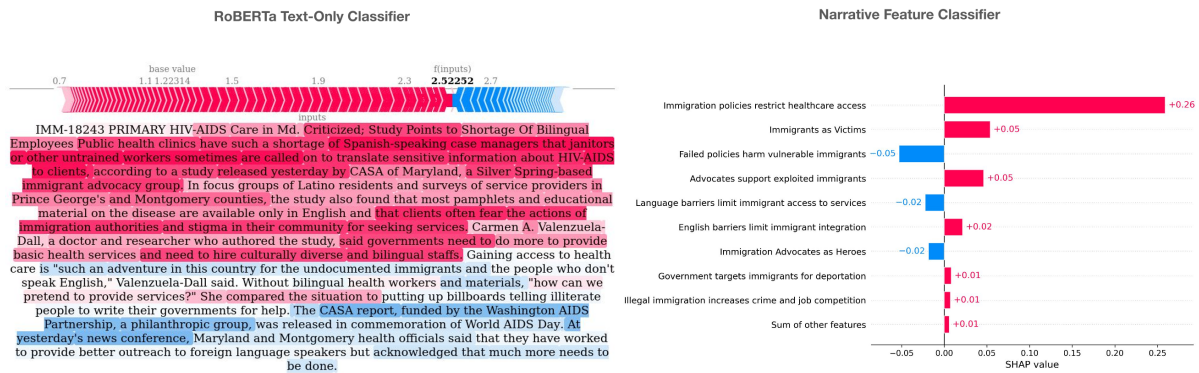 RoBERTa Text-Only Classifier
base value
f(inputs)
0.7 1.1 1.22314 1.5 1.9 2.3 2.52252 2.7
inputs
IMM-18243 PRIMARY HIV-AIDS Care in Md. Criticized; Study Points to Shortage Of Bilingual
Employees Public health clinics have such a shortage of Spanish-speaking case managers that janitors
or other untrained workers sometimes are called on to translate sensitive information about HIV-AIDS
to clients, according to a study released yesterday by CASA of Maryland, a Silver Spring-based
immigrant advocacy group. In focus groups of Latino residents and surveys of service providers in
Prince George's and Montgomery counties, the study also found that most pamphlets and educational
material on the disease are available only in English and that clients often fear the actions of
immigration authorities and stigma in their community for seeking services. Carmen A. Valenzuela-
Dall, a doctor and researcher who authored the study, said governments need to do more to provide
basic health services and need to hire culturally diverse and bilingual staffs. Gaining access to health
care is "such an adventure in this country for the undocumented immigrants and the people who don't
speak English," Valenzuela-Dall said. Without bilingual health workers and materials, "how can we
pretend to provide services?" She compared the situation to putting up billboards telling illiterate
people to write their governments for help. The CASA report, funded by the Washington AIDS
Partnership, a philanthropic group, was released in commemoration of World AIDS Day. At
yesterday's news conference, Maryland and Montgomery health officials said that they have worked
to provide better outreach to foreign language speakers but acknowledged that much more needs to
be done.
Narrative Feature Classifier
Immigration policies restrict healthcare access +0.26
Immigrants as Victims +0.05
Failed policies harm vulnerable immigrants −0.05
Advocates support exploited immigrants +0.05
Language barriers limit immigrant access to services −0.02
English barriers limit immigrant integration +0.02
Immigration Advocates as Heroes −0.02
Government targets immigrants for deportation +0.01
Illegal immigration increases crime and job competition +0.01
Sum of other features +0.01
−0.05 0.00 0.05 0.10 0.15 0.20 0.25
SHAP value